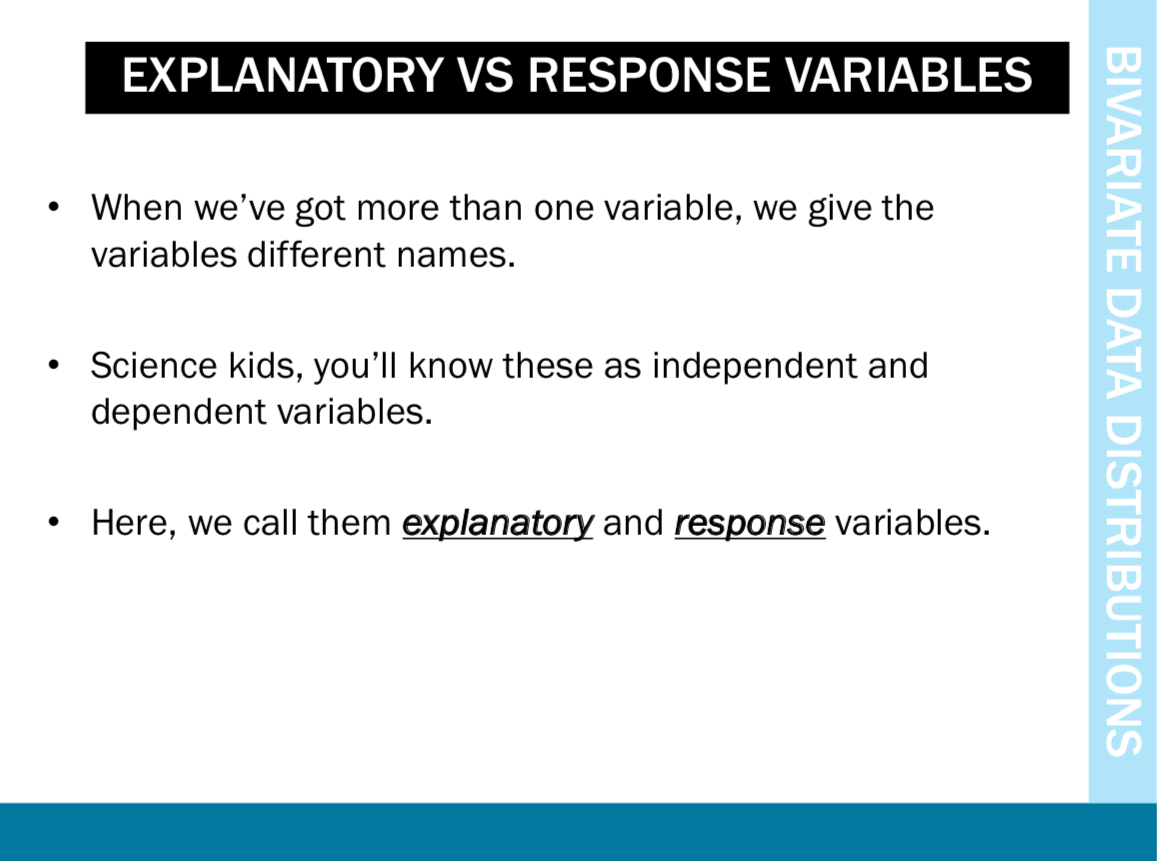 EXPLANATORY VS RESPONSE VARIABLES
• When we’ve got more than one variable, we give the
variables different names.
• Science kids, you’ll know these as independent and
dependent variables.
• Here, we call them explanatory and response variables.
BIVARIATE DATA DISTRIBUTIONS